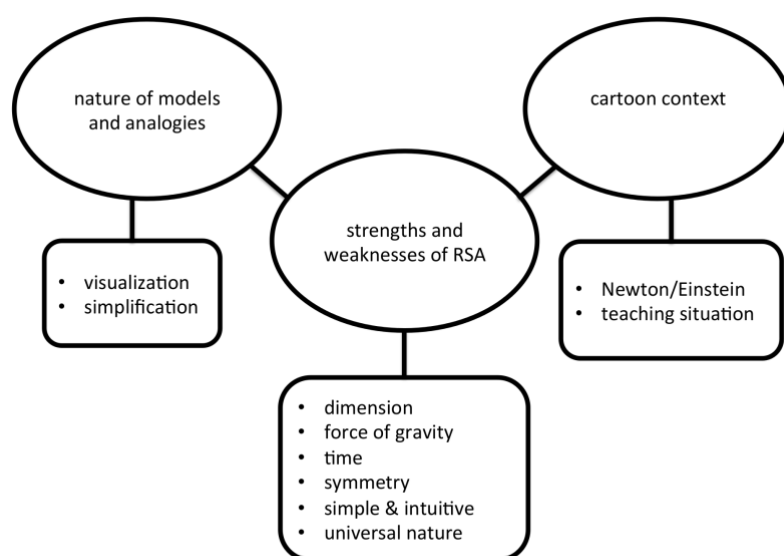 nature of models
and analogies
cartoon context
strengths and
weaknesses of RSA
• visualization
• simplification
• Newton/Einstein
• teaching situation
• dimension
• force of gravity
• time
• symmetry
• simple & intuitive
• universal nature